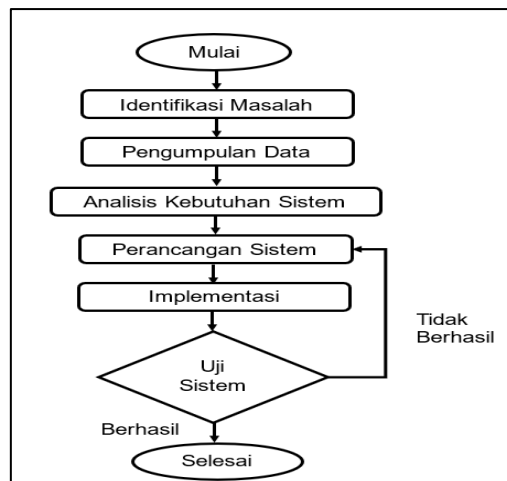 Mulai
Identifikasi Masalah
Pengumpulan Data
Analisis Kebutuhan Sistem
Perancangan Sistem
Implementasi
Tidak
Berhasil
Uji
Sistem
Berhasil
Selesai